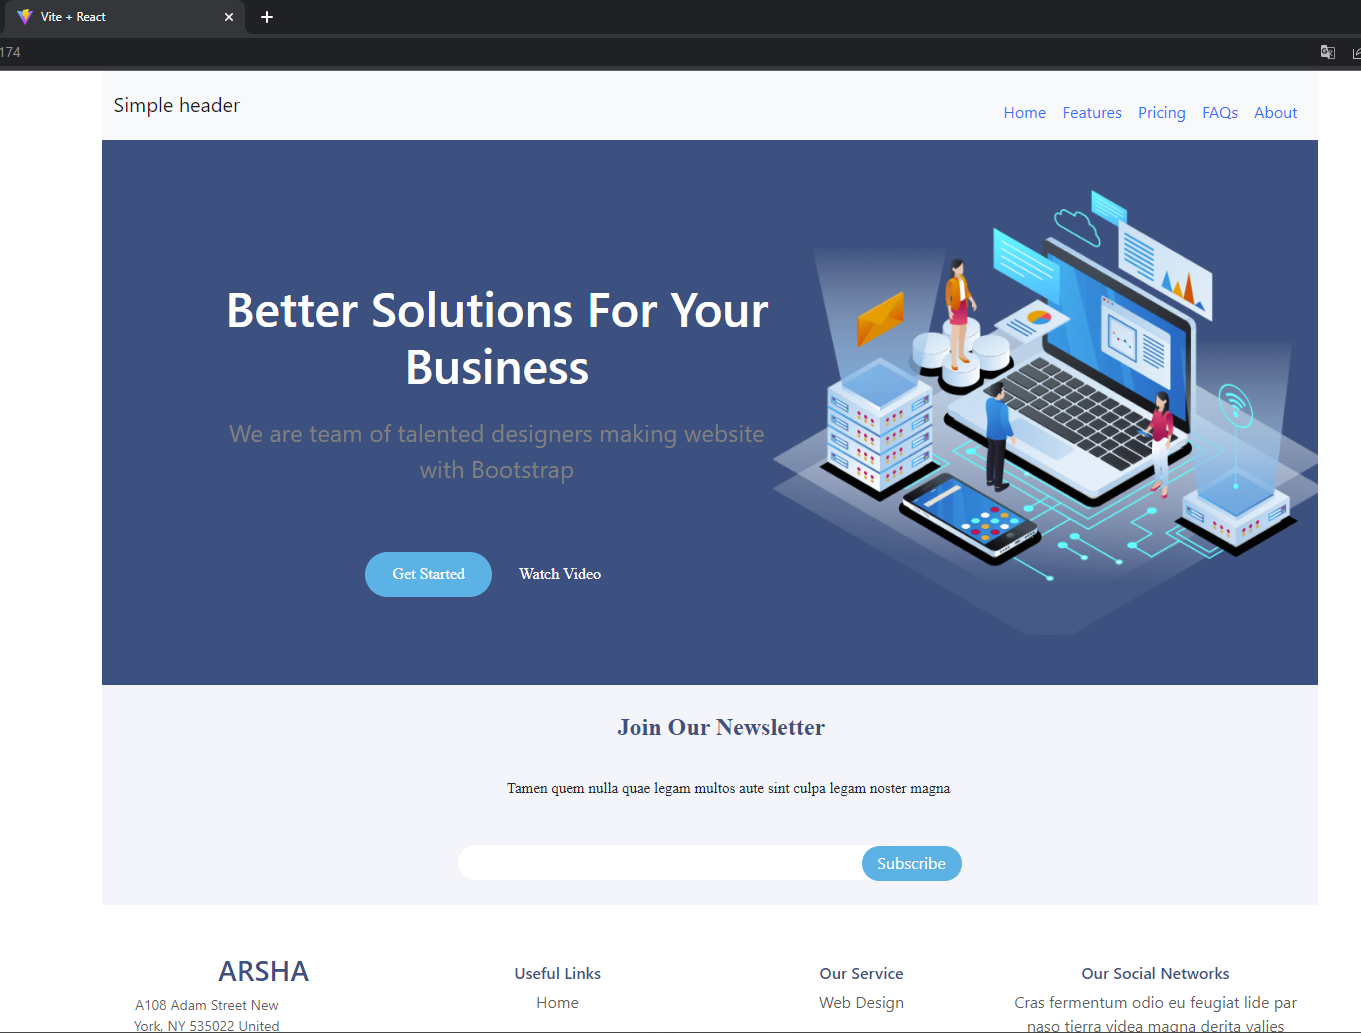 Vite + React
174
Simple header
Home Features Pricing FAQs About
Better Solutions For Your
Business
We are team of talented designers making website
with Bootstrap
Get Started Watch Video
Join Our Newsletter
Tamen quem nulla quae legam multos aute sint culpa legam noster magna
Subscribe
ARSHA
A108 Adam Street New
York, NY 535022 United
Useful Links
Home
Our Service
Web Design
Our Social Networks
Cras fermentum odio eu feugiat lide par
naso tierra videa magna derita valies